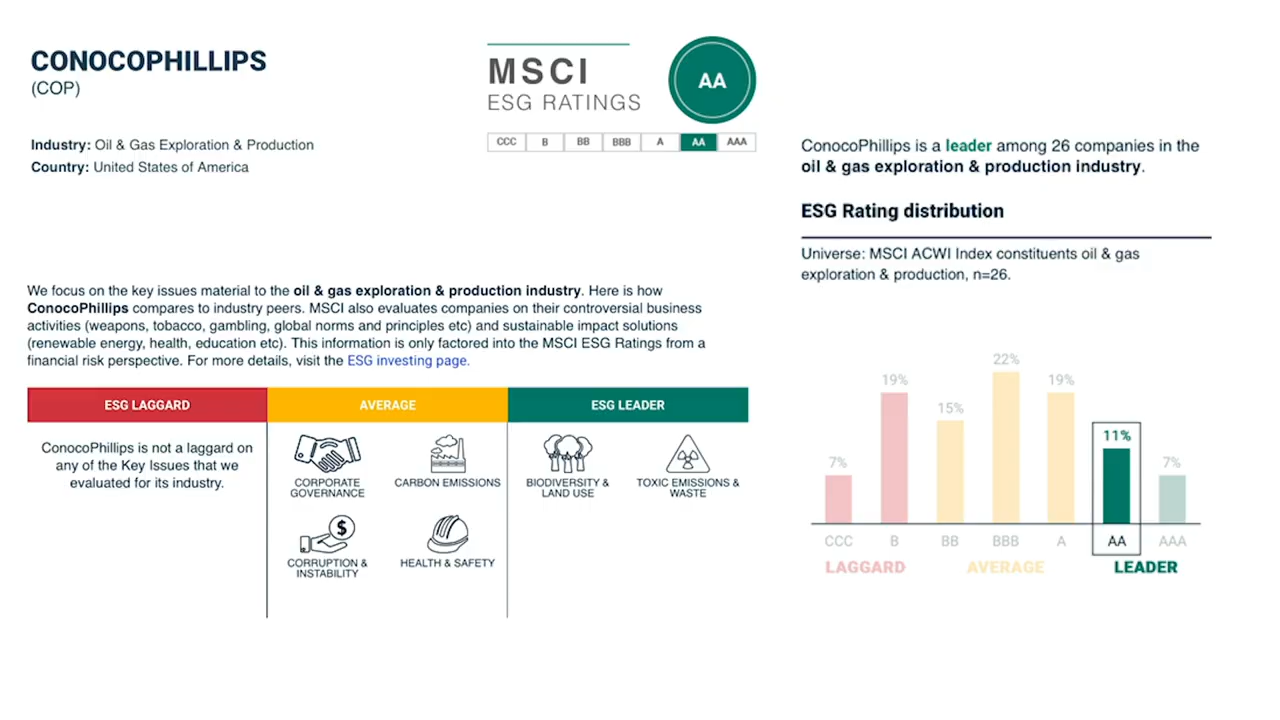 CONOCOPHILLIPS
(COP)
Industry: Oil & Gas Exploration & Production
Country: United States of America
MSCI
ESG RATINGS
AA
CCC B BB BBB A AA AAA
We focus on the key issues material to the oil & gas exploration & production industry. Here is how
ConocoPhillips compares to industry peers. MSCI also evaluates companies on their controversial business
activities (weapons, tobacco, gambling, global norms and principles etc) and sustainable impact solutions
(renewable energy, health, education etc). This information is only factored into the MSCI ESG Ratings from a
financial risk perspective. For more details, visit the ESG investing page.
ESG LAGGARD
ConocoPhillips is not a laggard on
any of the Key Issues that we
evaluated for its industry.
AVERAGE
CORPORATE
GOVERNANCE
CARBON EMISSIONS
$
CORRUPTION &
INSTABILITY
HEALTH & SAFETY
ESG LEADER
BIODIVERSITY &
LAND USE
TOXIC EMISSIONS &
WASTE
ConocoPhillips is a leader among 26 companies in the
oil & gas exploration & production industry.
ESG Rating distribution
Universe: MSCI ACWI Index constituents oil & gas
exploration & production, n=26.
7% 19% 15% 22% 19% 11% 7%
CCC B BB BBB A AA AAA
LAGGARD AVERAGE LEADER